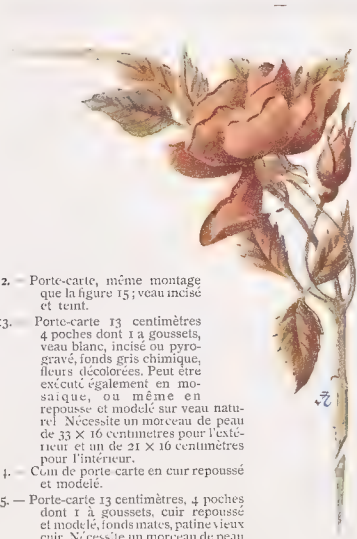 2. — Porte-carte, même montage
que la figure 15 ; veau incisé
et teint.
3. — Porte-carte 13 centimètres
4 poches dont 1 a goussets,
veau blanc, incisé ou pyro-
gravé, fonds gris chimique,
fleurs décolorées. Peut être
exécuté également en mo-
saïque, ou même en
repoussé et modelé sur veau natu-
rel Nécessite un morceau de peau
de 33 × 16 centimetres pour l'exté-
rieur et un de 21 × 16 centimètres
pour l'intérieur.
4. — Coin de porte carte en cuir repoussé
et modelé.
5. — Porte-carte 13 centimètres, 4 poches
dont 1 à goussets, cuir repoussé
et modelé, fonds mates, patine vieux
cuir. Nécessite un morceau de peau